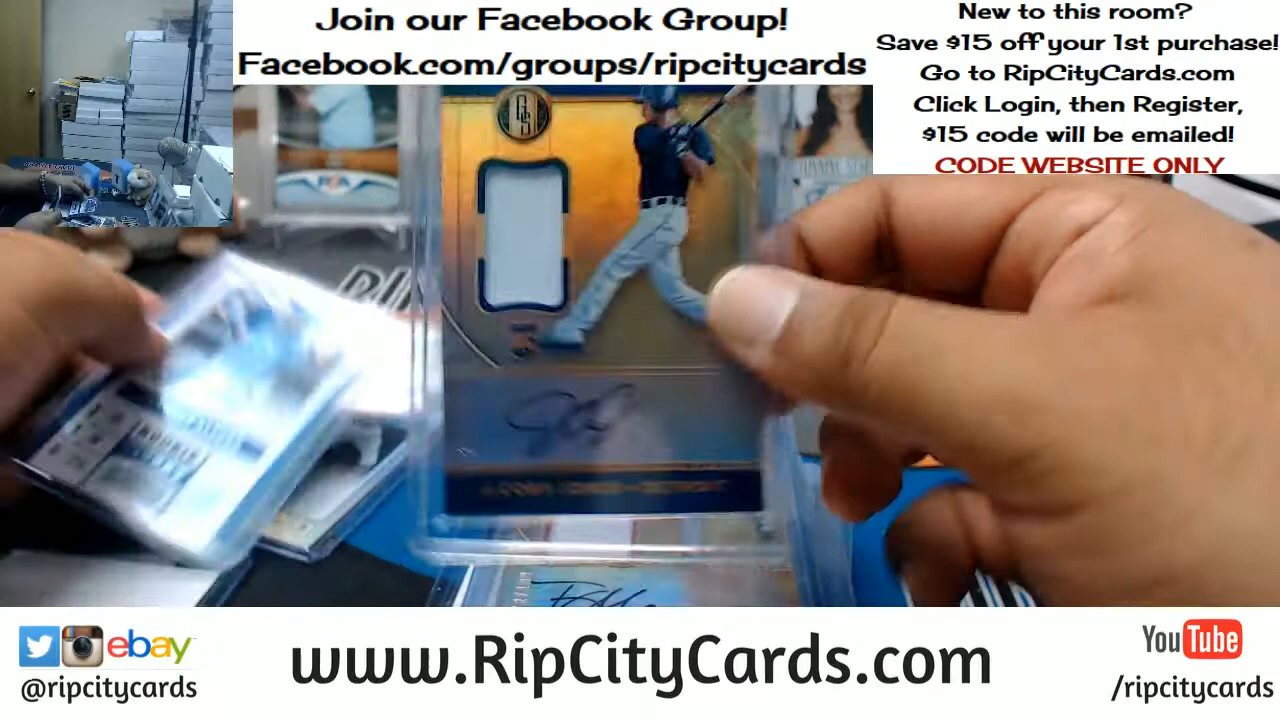 Join our Facebook Group!
Facebook.com/groups/ripcitycards
New to this room?
Save $15 off your 1st purchase!
Go to RipCityCards.com
Click Login, then Register,
$15 code will be emailed!
CODE WEBSITE ONLY
GS
ebay
@ripcitycards
www.RipCityCards.com
YouTube
/ripcitycards